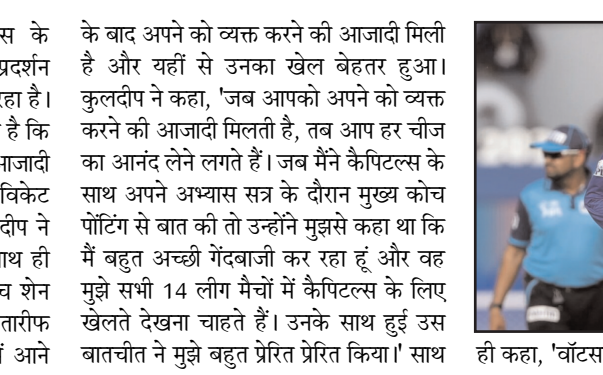 स के
प्रदर्शन
रहा है।
है कि
आजादी
विकेट
दीप ने
साथ ही
च शेन
तारीफ
आने
के बाद अपने को व्यक्त करने की आजादी मिली
है और यहीं से उनका खेल बेहतर हुआ।
कुलदीप ने कहा, 'जब आपको अपने को व्यक्त
करने की आजादी मिलती है, तब आप हर चीज
का आनंद लेने लगते हैं। जब मैंने कैपिटल्स के
साथ अपने अभ्यास सत्र के दौरान मुख्य कोच
पोंटिंग से बात की तो उन्होंने मुझसे कहा था कि
मैं बहुत अच्छी गेंदबाजी कर रहा हूं और वह
मुझे सभी 14 लीग मैचों में कैपिटल्स के लिए
खेलते देखना चाहते हैं। उनके साथ हुई उस
बातचीत ने मुझे बहुत प्रेरित प्रेरित किया।' साथ
ही कहा, 'वॉटस